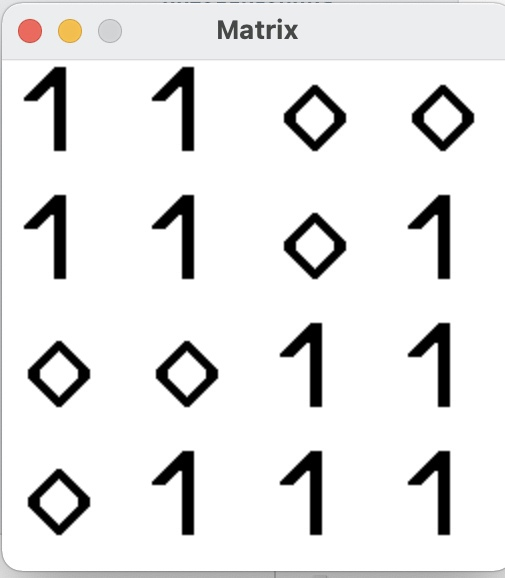 Matrix
1 1 ◇ ◇
1 1 ◇ 1
◇ ◇ 1 1
◇ 1 1 1